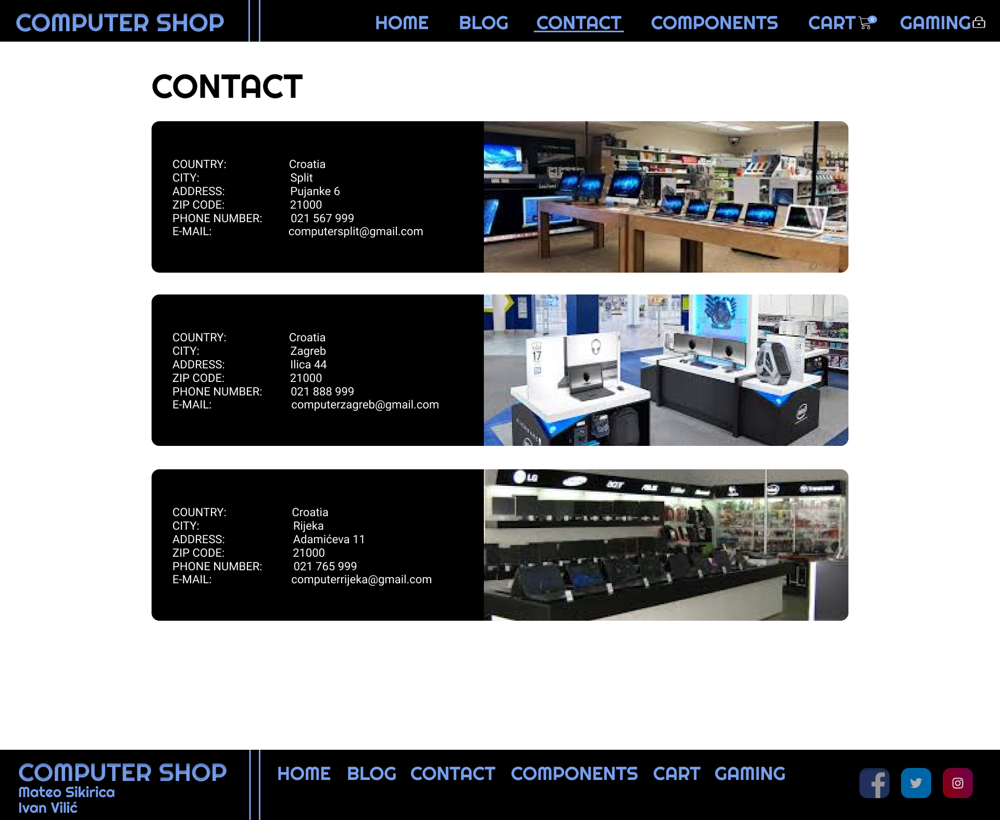 COMPUTER SHOP
HOME BLOG CONTACT COMPONENTS CART 0 GAMING
CONTACT
COUNTRY: Croatia
CITY: Split
ADDRESS: Pujanke 6
ZIP CODE: 21000
PHONE NUMBER: 021 567 999
E-MAIL: computersplit@gmail.com
COUNTRY: Croatia
CITY: Zagreb
ADDRESS: Ilica 44
ZIP CODE: 21000
PHONE NUMBER: 021 888 999
E-MAIL: computerzagreb@gmail.com
17
COUNTRY: Croatia
CITY: Rijeka
ADDRESS: Adamićeva 11
ZIP CODE: 21000
PHONE NUMBER: 021 765 999
E-MAIL: computerrijeka@gmail.com
LG
acer
ASUS
COMPUTER SHOP
Mateo Sikirica
Ivan Vilić
HOME BLOG CONTACT COMPONENTS CART GAMING